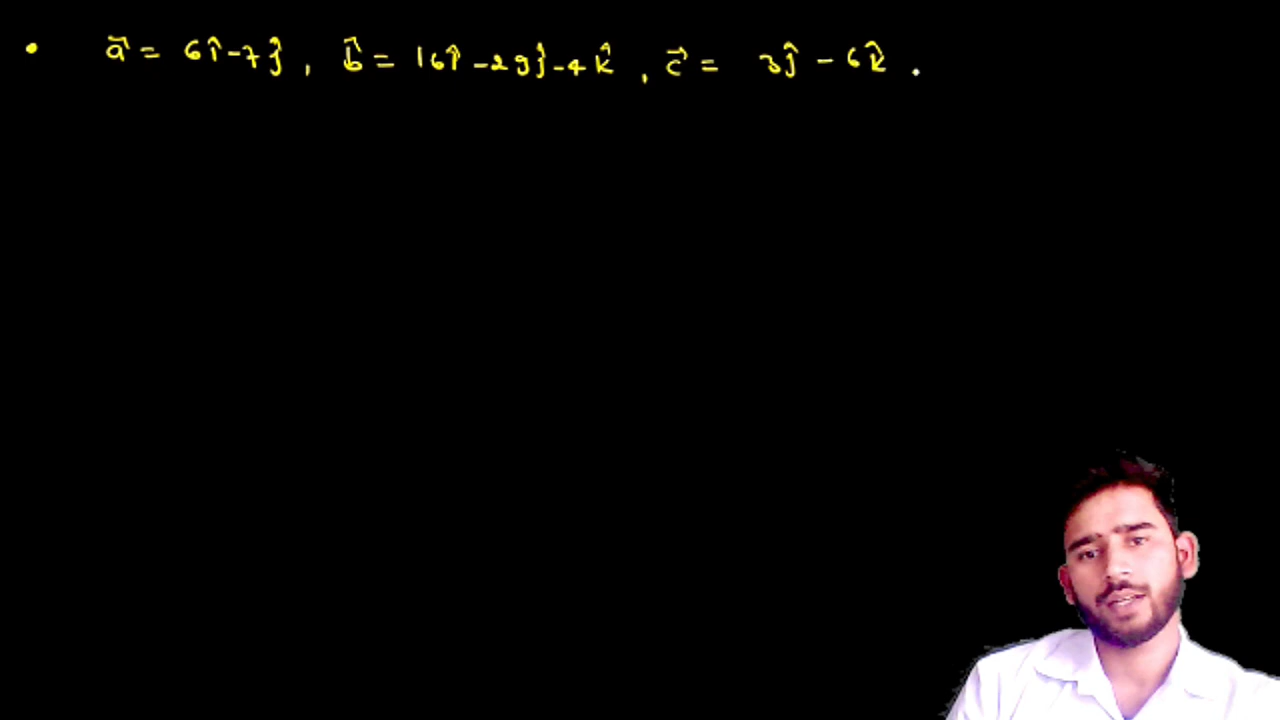 • a⃗ = 6î - 7ĵ , b⃗ = 16î - 29ĵ - 4k̂ , c⃗ = 3ĵ - 6k̂ .